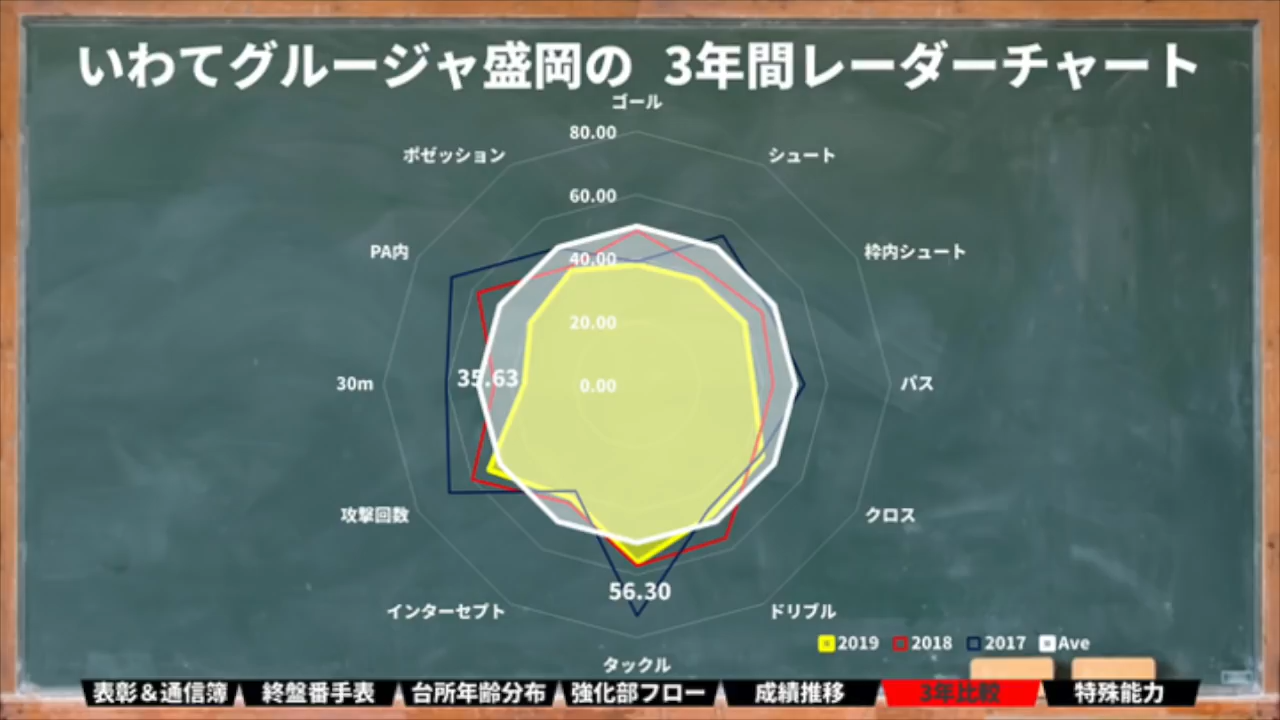 いわてグルージャ盛岡の 3年間レーダーチャート
ゴール
80.00
ポゼッション
シュート
60.00
PA内
枠内シュート
40.00
20.00
30m
35.63
0.00
パス
攻撃回数
クロス
56.30
インターセプト
ドリブル
2019 2018 2017 Ave
タックル
表彰＆通信簿 終盤番手表 台所年齢分布 強化部フロー 成績推移 3年比較 特殊能力